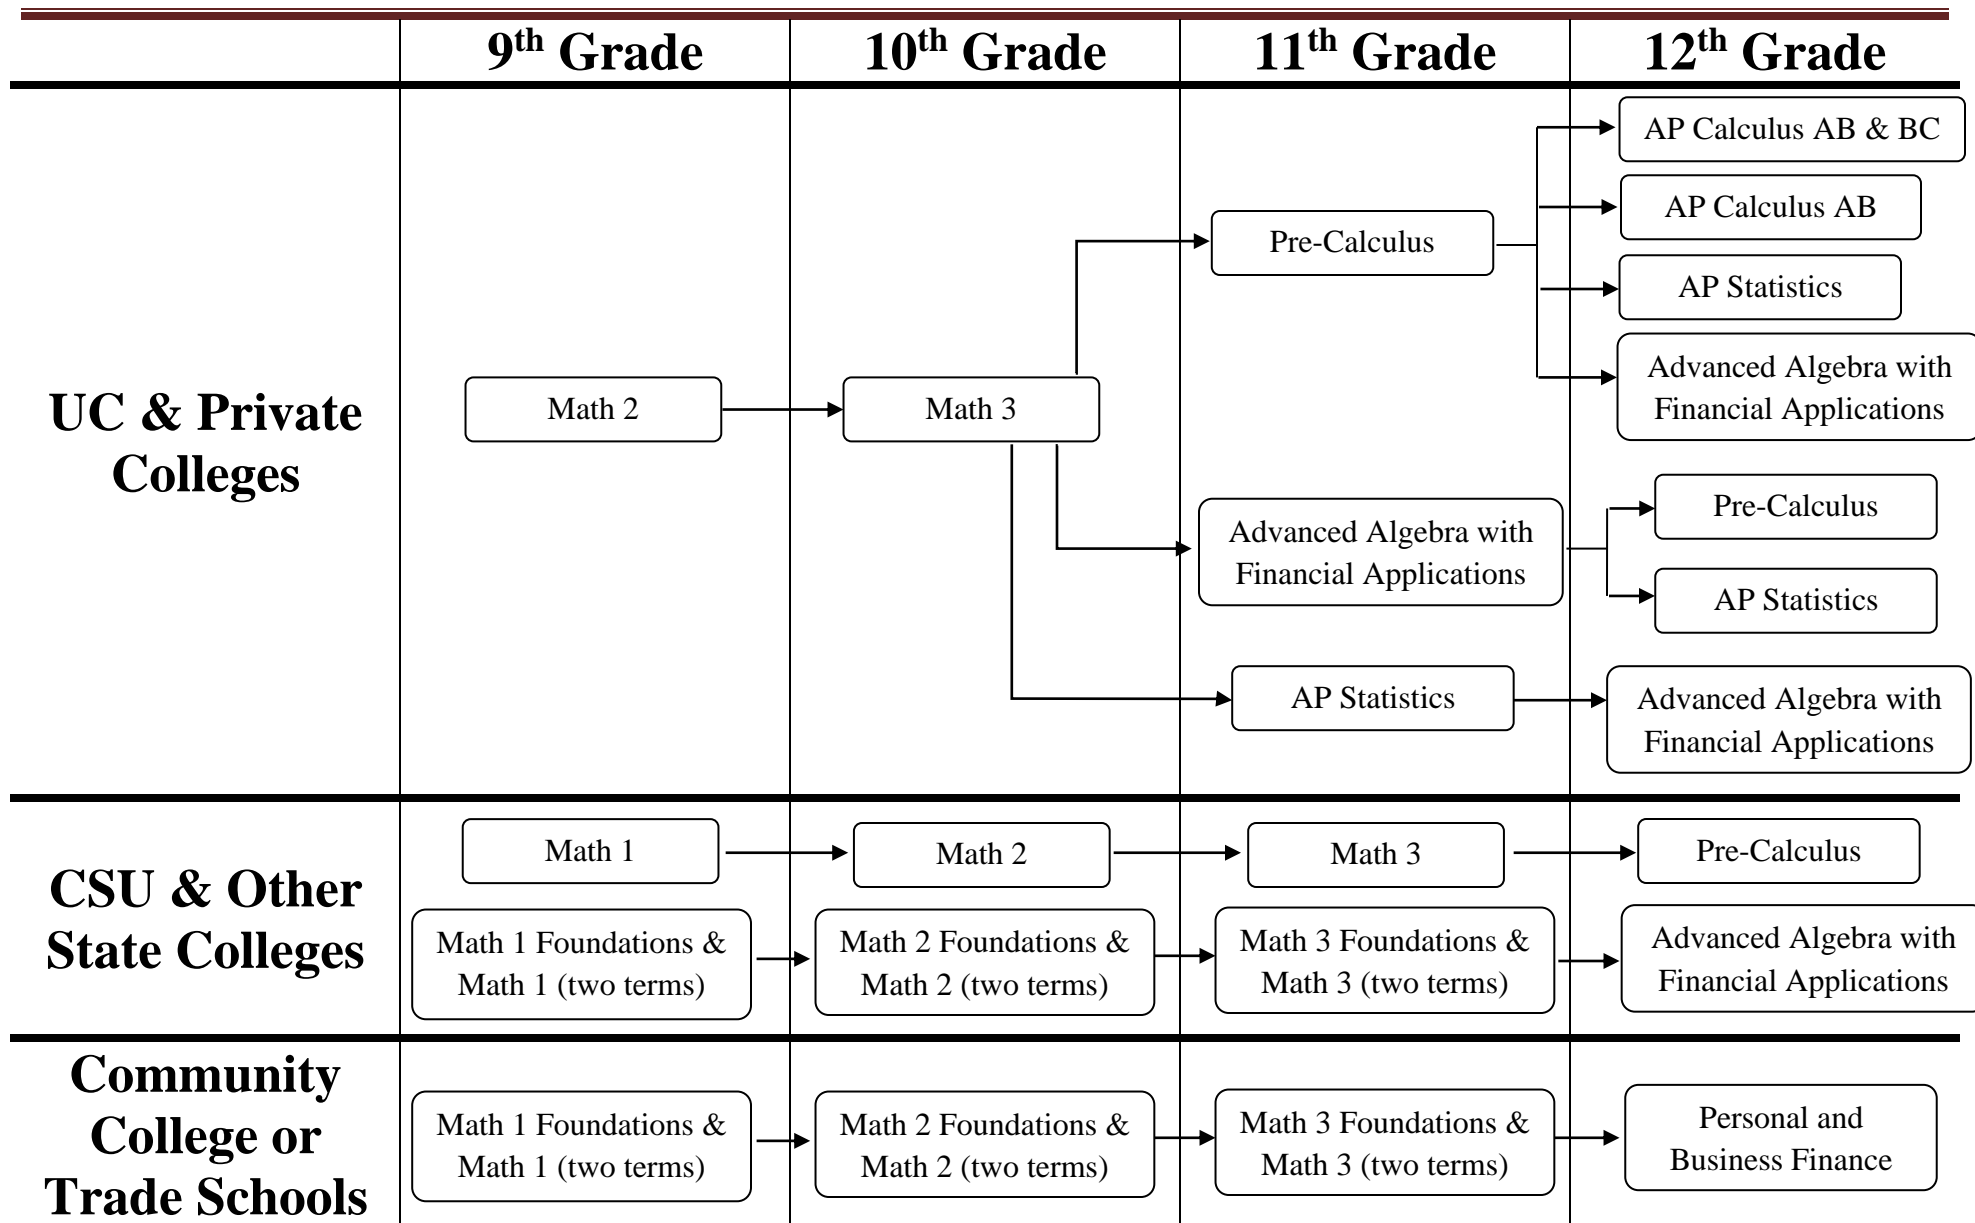 9th Grade
10th Grade
11th Grade
12th Grade
UC & Private
Colleges
Math 2
Math 3
Pre-Calculus
Advanced Algebra with
Financial Applications
AP Statistics
AP Calculus AB & BC
AP Calculus AB
AP Statistics
Advanced Algebra with
Financial Applications
Pre-Calculus
AP Statistics
Advanced Algebra with
Financial Applications
CSU & Other
State Colleges
Math 1
Math 2
Math 3
Pre-Calculus
Math 1 Foundations &
Math 1 (two terms)
Math 2 Foundations &
Math 2 (two terms)
Math 3 Foundations &
Math 3 (two terms)
Advanced Algebra with
Financial Applications
Community
College or
Trade Schools
Math 1 Foundations &
Math 1 (two terms)
Math 2 Foundations &
Math 2 (two terms)
Math 3 Foundations &
Math 3 (two terms)
Personal and
Business Finance